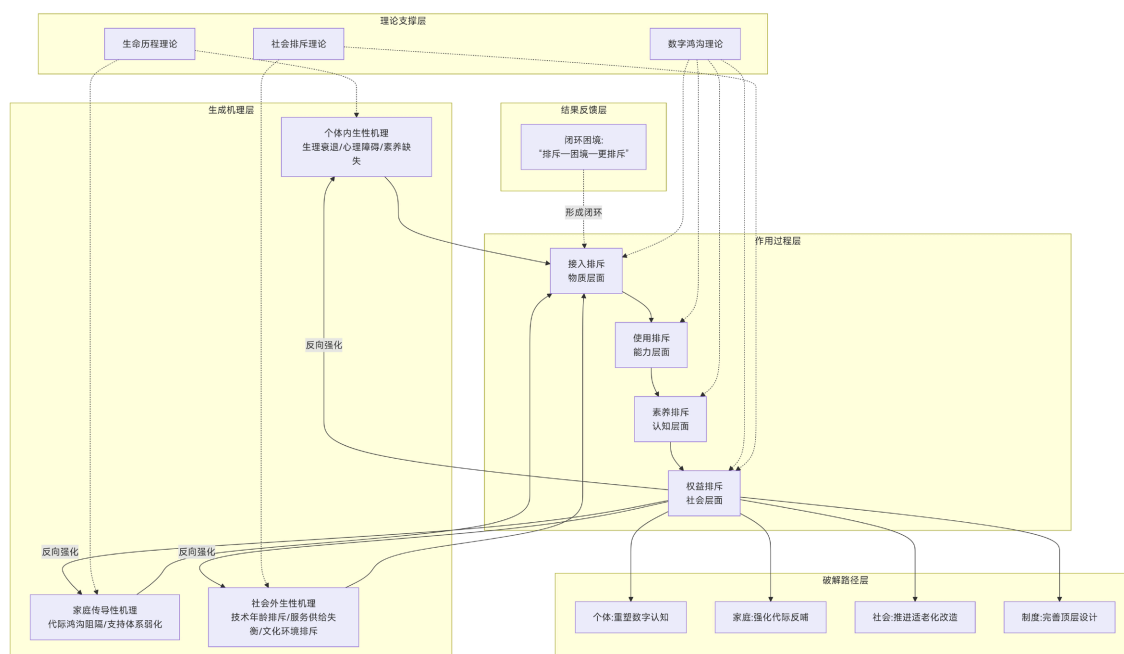 理论支撑层
生命历程理论
社会排斥理论
数字鸿沟理论
生成机理层
个体内生性机理
生理衰退/心理障碍/素养缺
失
结果反馈层
闭环困境:
“排斥—困境—更排斥”
形成闭环
作用过程层
接入排斥
物质层面
使用排斥
能力层面
反向强化
素养排斥
认知层面
权益排斥
社会层面
反向强化
反向强化
家庭传导性机理
代际鸿沟阻隔/支持体系弱化
社会外生性机理
技术年龄排斥/服务供给失
衡/文化环境排斥
破解路径层
个体:重塑数字认知
家庭:强化代际反哺
社会:推进适老化改造
制度:完善顶层设计